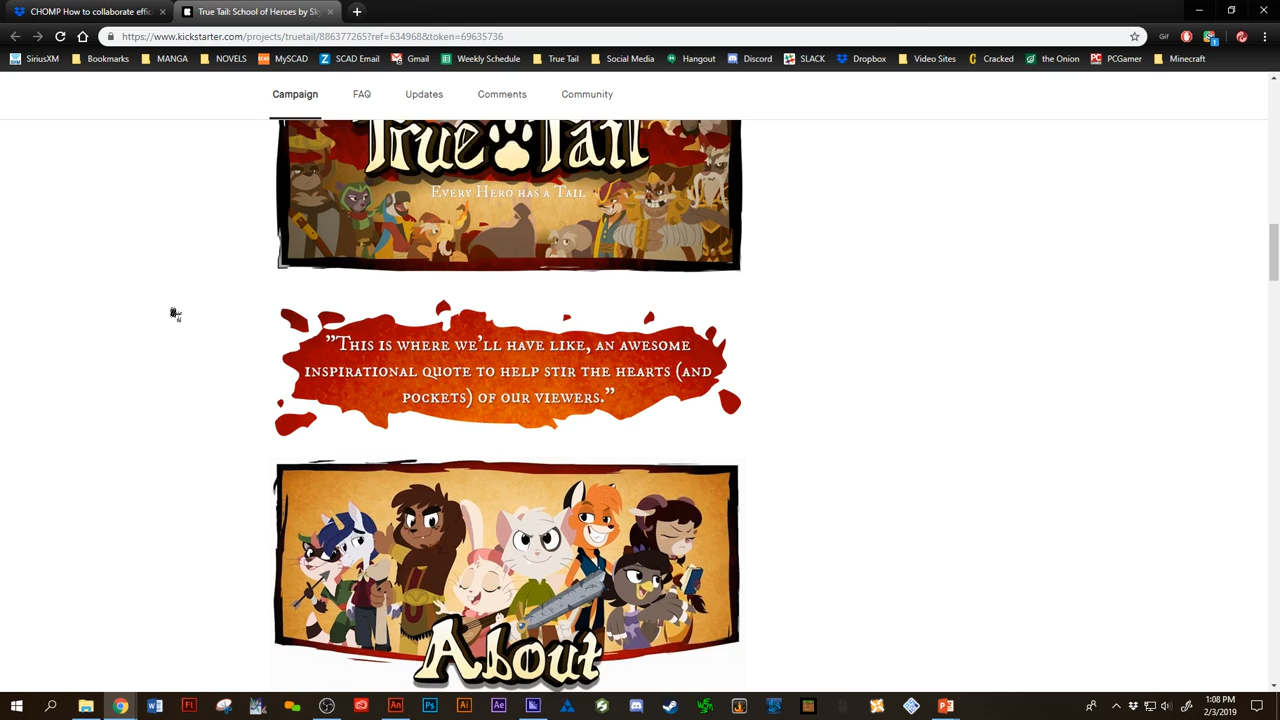 CHOMP How to collaborate effi
True Tail: School of Heroes by Sk
https://www.kickstarter.com/projects/truetail/886377265?ref=634968&token=69635736
Gif
SiriusXM Bookmarks MANGA NOVELS MySCAD SCAD Email Gmail Weekly Schedule True Tail Social Media Hangout Discord SLACK Dropbox Video Sites Cracked the Onion PCGamer Minecraft
Campaign FAQ Updates Comments Community
True Tail
Every Hero has a Tail
"This is where we'll have like, an awesome
inspirational quote to help stir the hearts (and
pockets) of our viewers."
About
1:08 PM
2/3/2019